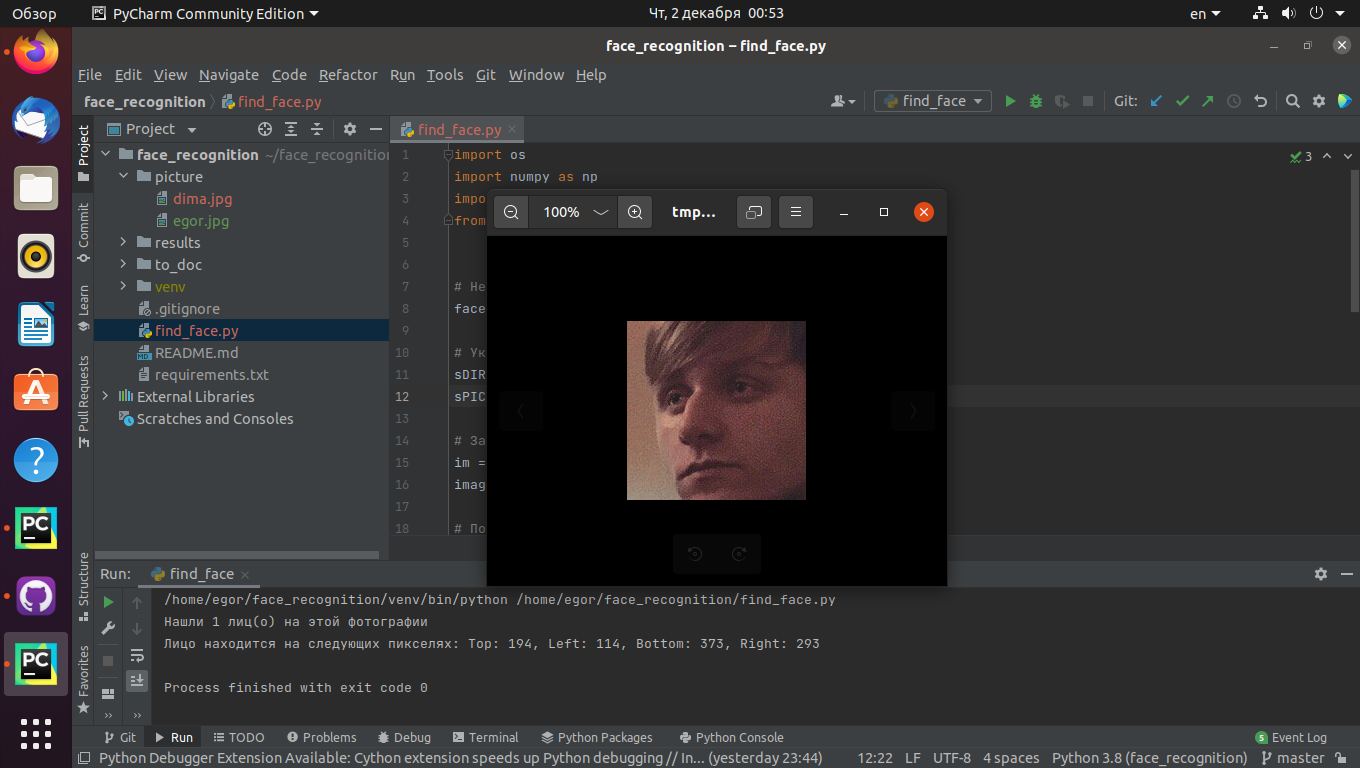 Обзор
PyCharm Community Edition
Чт, 2 декабря 00:53
en
face_recognition – find_face.py
File Edit View Navigate Code Refactor Run Tools Git Window Help
face_recognition
find_face.py
find_face
Git:
Project
find_face.py
Project
Commit
Learn
Pull Requests
Structure
Favorites
face_recognition ~/face_recognition
picture
dima.jpg
egor.jpg
results
to_doc
venv
.gitignore
find_face.py
README.md
requirements.txt
External Libraries
Scratches and Consoles
3
1 import os
2 import numpy as np
3 impo
4 from
5
6
7 # Не
8 face
9
10 # Ук
11 sDIR
12 sPIC
13
14 # За
15 im =
16 imag
17
18 # По
100%
tmp...
Run: find_face
/home/egor/face_recognition/venv/bin/python /home/egor/face_recognition/find_face.py
Нашли 1 лиц(о) на этой фотографии
Лицо находится на следующих пикселях: Top: 194, Left: 114, Bottom: 373, Right: 293
Process finished with exit code 0
Git Run TODO Problems Debug Terminal Python Packages Python Console
5 Event Log
Python Debugger Extension Available: Cython extension speeds up Python debugging // In... (yesterday 23:44)
12:22 LF UTF-8 4 spaces Python 3.8 (face_recognition) master